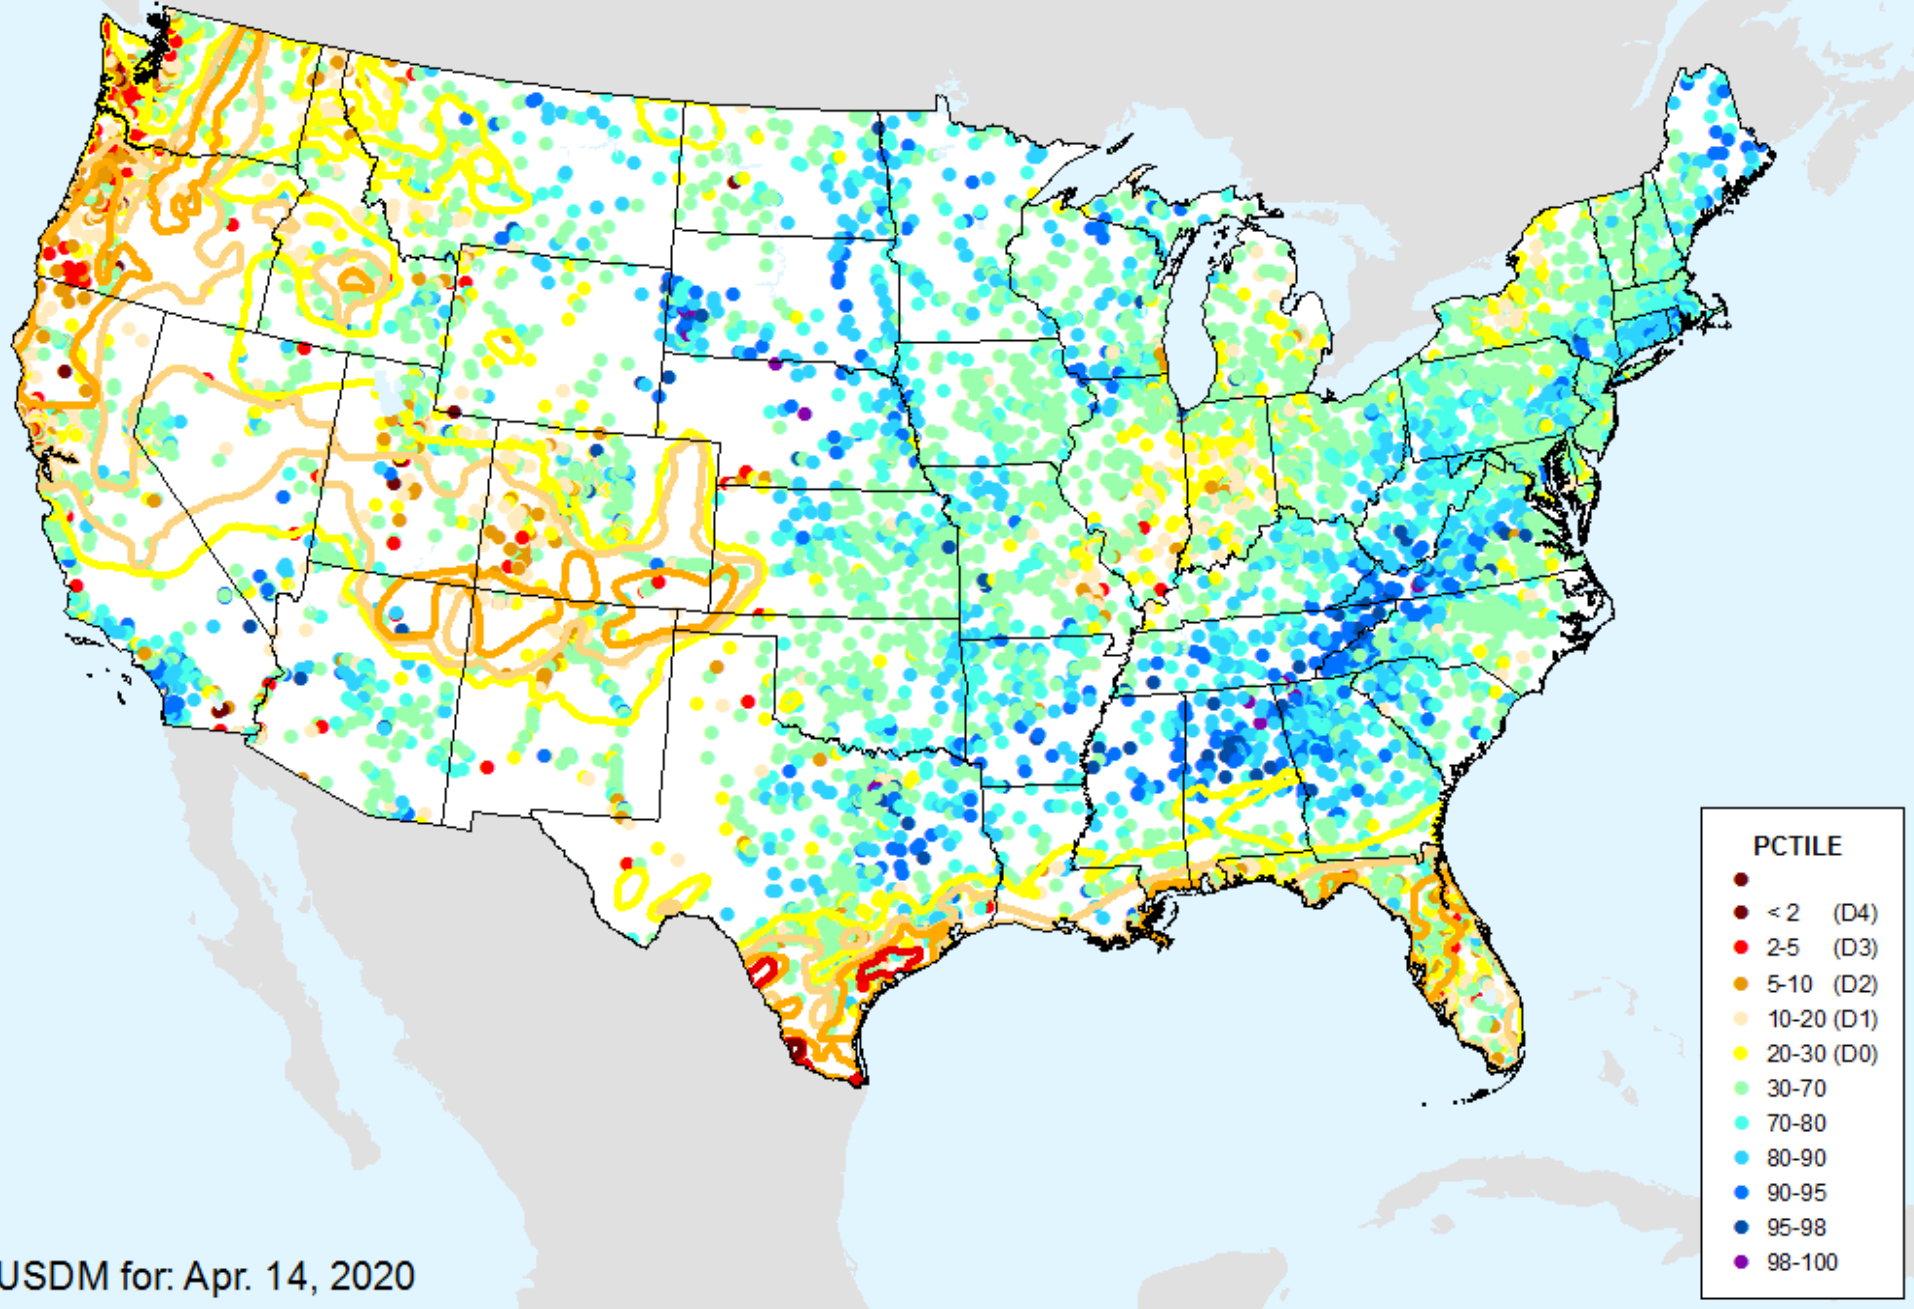 PCTILE
< 2 (D4)
2-5 (D3)
5-10 (D2)
10-20 (D1)
20-30 (D0)
30-70
70-80
80-90
90-95
95-98
98-100
USDM for: Apr. 14, 2020